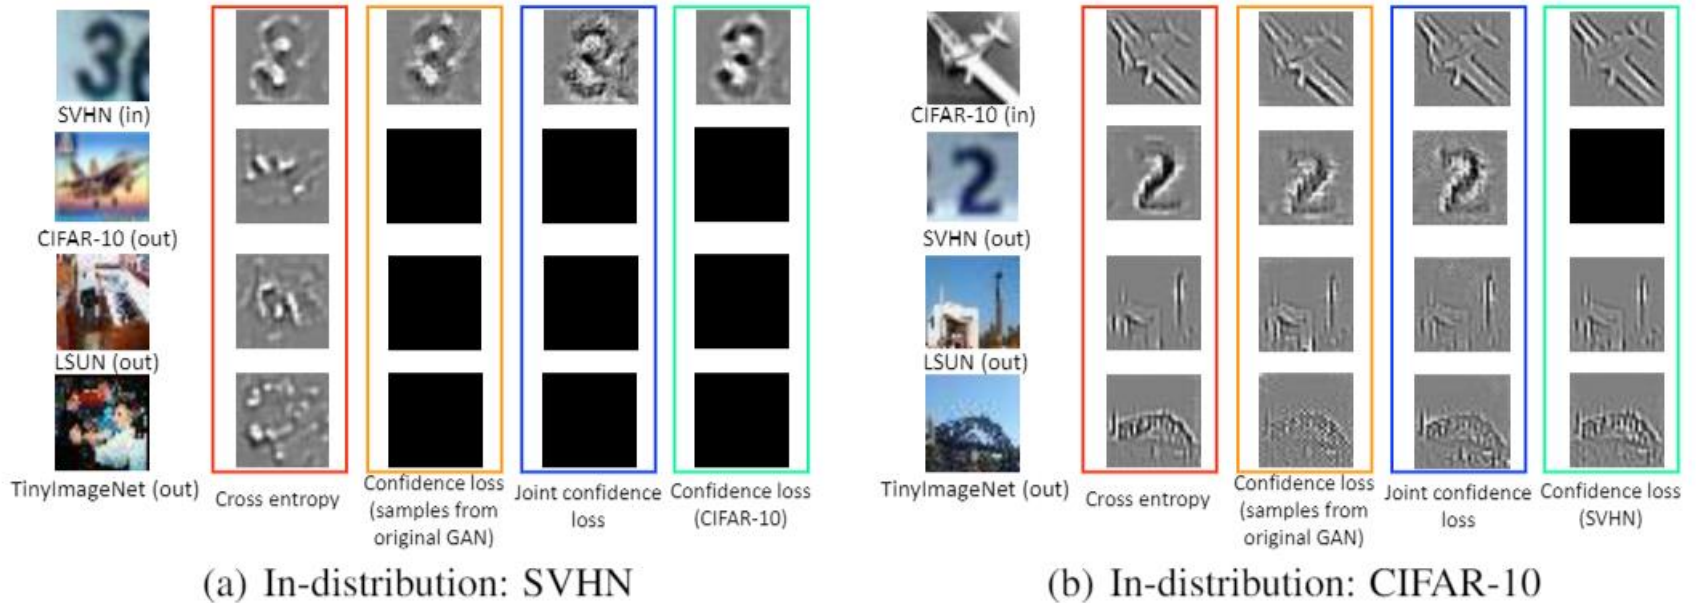 SVHN (in)
CIFAR-10 (out)
LSUN (out)
TinyImageNet (out)
Cross entropy
Confidence loss
(samples from
original GAN)
Joint confidence
loss
Confidence loss
(CIFAR-10)
(a) In-distribution: SVHN
CIFAR-10 (in)
SVHN (out)
LSUN (out)
TinyImageNet (out)
Cross entropy
Confidence loss
(samples from
original GAN)
Joint confidence
loss
Confidence loss
(SVHN)
(b) In-distribution: CIFAR-10
3
2